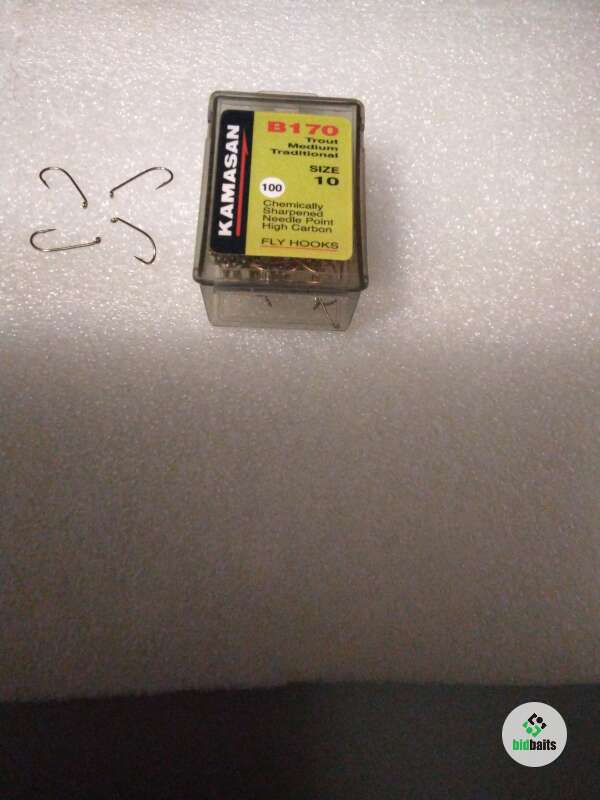 KAMASAN
B170
Trout
Medium
Traditional
SIZE
10
100
Chemically
Sharpened
Needle Point
High Carbon
FLY HOOKS
bidbaits